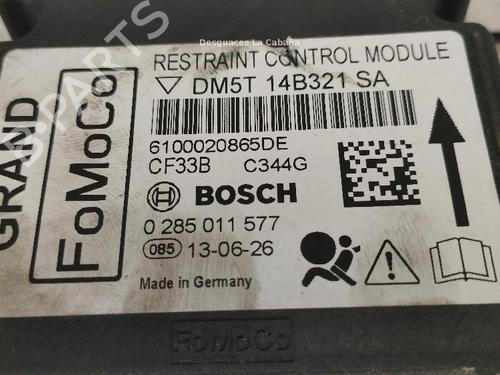 Desguaces La Cabaña
RESTRAINT CONTROL MODULE
DM5T 14B321 SA
6100020865DE
CF33B C344G
BOSCH
0 285 011 577
085 13-06-26
Made in Germany
GRAND
FoMoCo
FoMoCo
PARTS